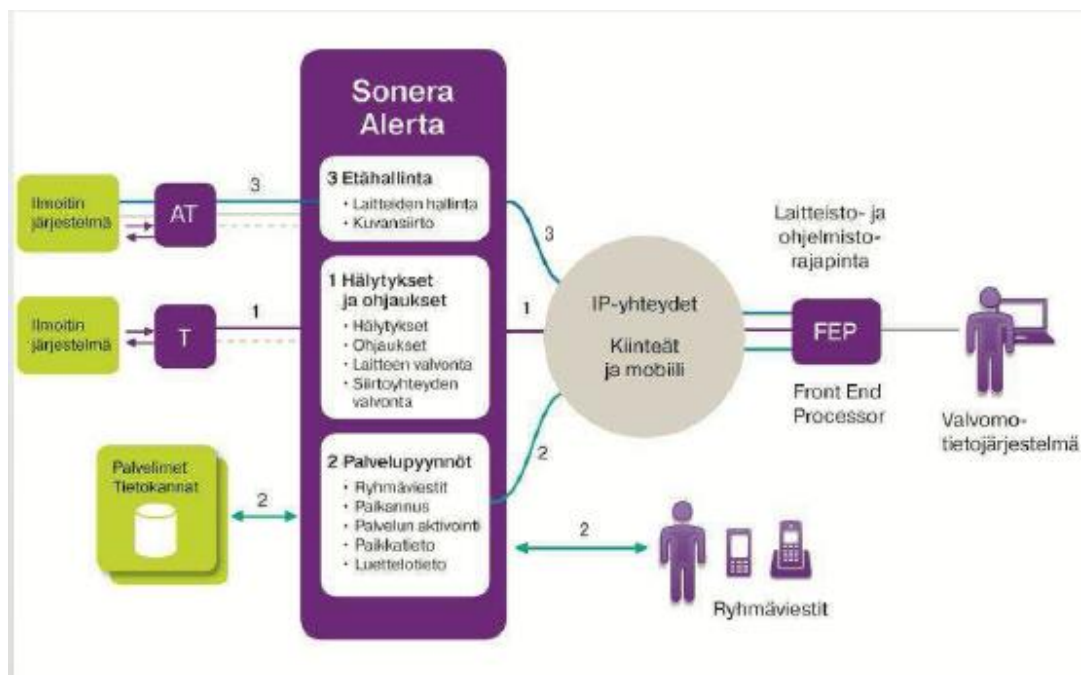 Sonera
Alerta
3 Etähallinta
• Laitteiden hallinta
• Kuvansiirto
1 Hälytykset
ja ohjaukset
• Hälytykset
• Ohjaukset
• Laitteen valvonta
• Siirtoyhteyden
valvonta
2 Palvelupyynnöt
• Ryhmäviestit
• Paikannus
• Palvelun aktivointi
• Paikkatieto
• Luettelotieto
Ilmoitin
järjestelmä
AT
3
Ilmoitin
järjestelmä
T
1
Palvelimet
Tietokannat
2
3
1
2
IP-yhteydet
Kiinteät
ja mobiili
Laitteisto- ja
ohjelmisto-
rajapinta
FEP
Front End
Processor
Valvomo-
tietojärjestelmä
2
Ryhmäviestit